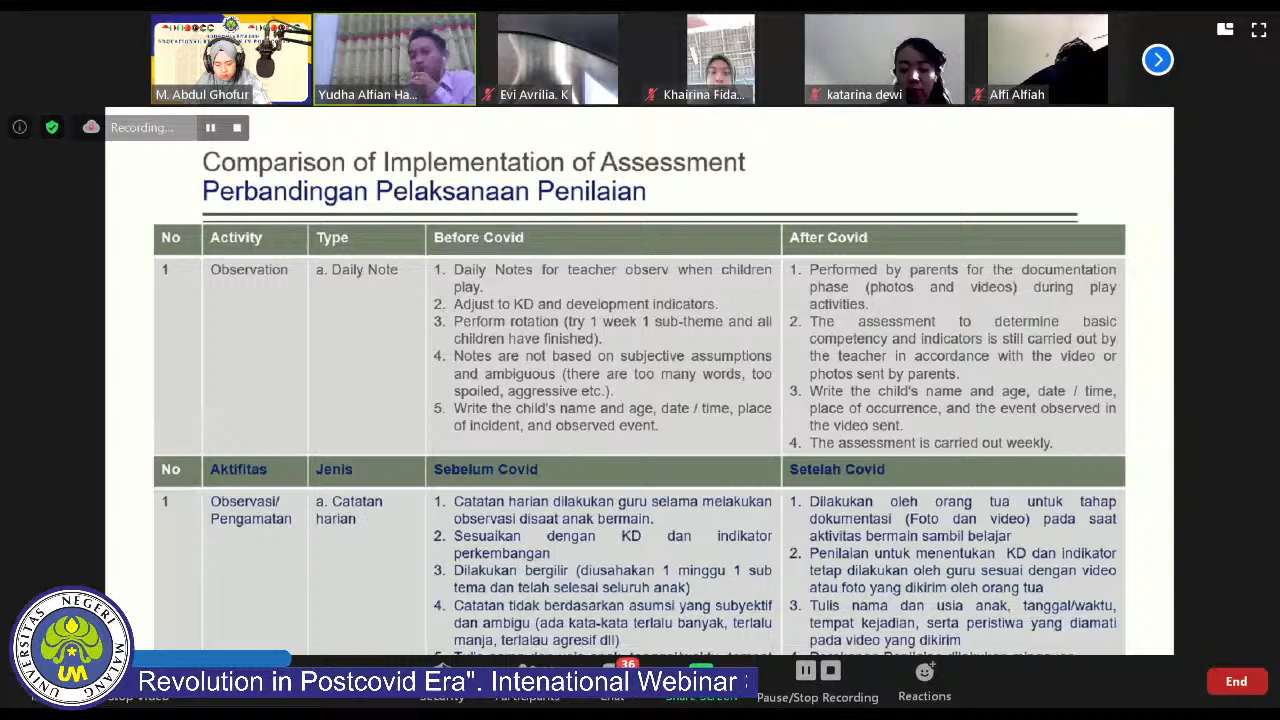 M. Abdul Ghofur
Yudha Alfian Ha...
Evi Avrilia. K
Khairina Fida...
katarina dewi
Alfi Alfiah
Recording...
Comparison of Implementation of Assessment
Perbandingan Pelaksanaan Penilaian
No Activity Type Before Covid After Covid
1 Observation a. Daily Note
1. Daily Notes for teacher observ when children
play.
2. Adjust to KD and development indicators.
3. Perform rotation (try 1 week 1 sub-theme and all
children have finished).
4. Notes are not based on subjective assumptions
and ambiguous (there are too many words, too
spoiled, aggressive etc.).
5. Write the child's name and age, date / time, place
of incident, and observed event.
1. Performed by parents for the documentation
phase (photos and videos) during play
activities.
2. The assessment to determine basic
competency and indicators is still carried out by
the teacher in accordance with the video or
photos sent by parents.
3. Write the child's name and age, date / time,
place of occurrence, and the event observed in
the video sent.
4. The assessment is carried out weekly.
No Aktifitas Jenis Sebelum Covid Setelah Covid
1 Observasi/
Pengamatan
a. Catatan
harian
1. Catatan harian dilakukan guru selama melakukan
observasi disaat anak bermain.
2. Sesuaikan dengan KD dan indikator
perkembangan
3. Dilakukan bergilir (diusahakan 1 minggu 1 sub
tema dan telah selesai seluruh anak)
4. Catatan tidak berdasarkan asumsi yang subyektif
dan ambigu (ada kata-kata terlalu banyak, terlalu
manja, terlalau agresif dll)
1. Dilakukan oleh orang tua untuk tahap
dokumentasi (Foto dan video) pada saat
aktivitas bermain sambil belajar
2. Penilaian untuk menentukan KD dan indikator
tetap dilakukan oleh guru sesuai dengan video
atau foto yang dikirim oleh orang tua
3. Tulis nama dan usia anak, tanggal/waktu,
tempat kejadian, serta peristiwa yang diamati
pada video yang dikirim
UNIVERSITAS NEGERI MALANG
UM
36
Revolution in Postcovid Era". Intenational Webinar
Pause/Stop Recording
Reactions
End